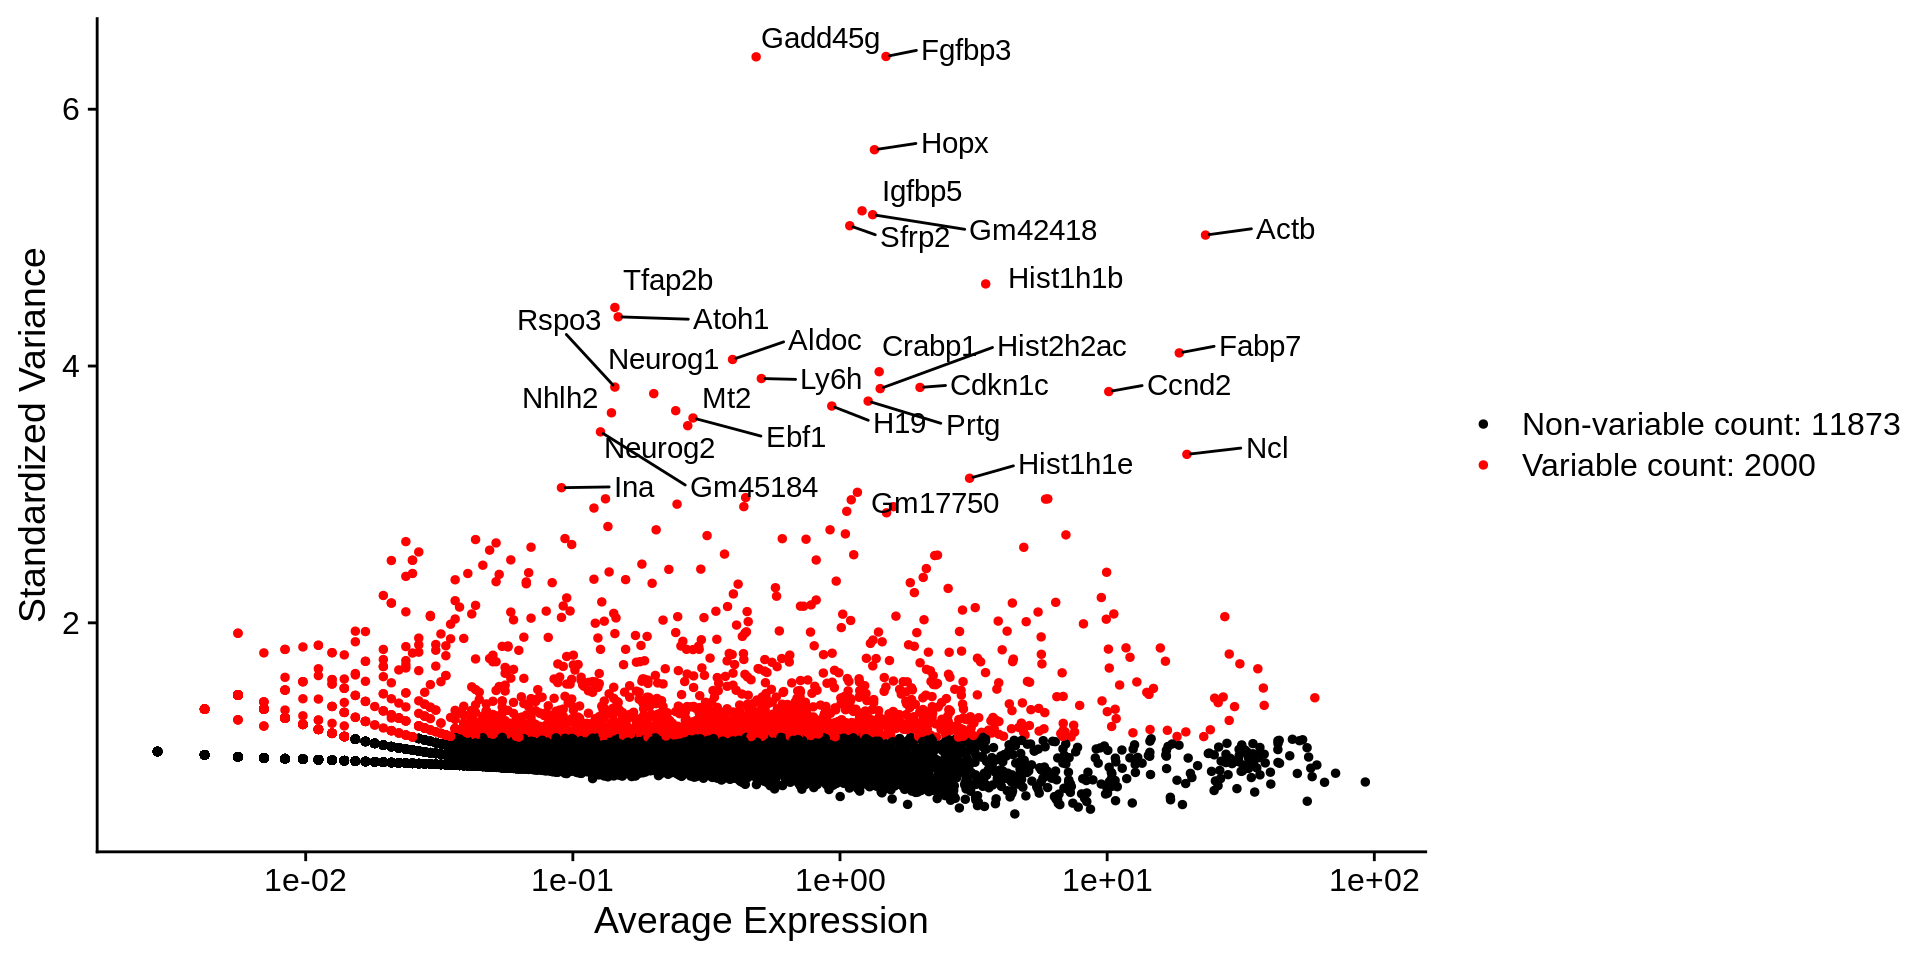 Gadd45g
Fgfbp3
Hopx
Igfbp5
Gm42418
Sfrp2
Actb
Hist1h1b
Tfap2b
Rspo3
Atoh1
Aldoc
Crabp1
Hist2h2ac
Fabp7
Neurog1
Ly6h
Cdkn1c
Ccnd2
Nhlh2
Mt2
H19
Prtg
Ebf1
Neurog2
Ncl
Hist1h1e
Ina
Gm45184
Gm17750
6
4
2
Standardized Variance
1e-02
1e-01
1e+00
1e+01
1e+02
Average Expression
Non-variable count: 11873
Variable count: 2000